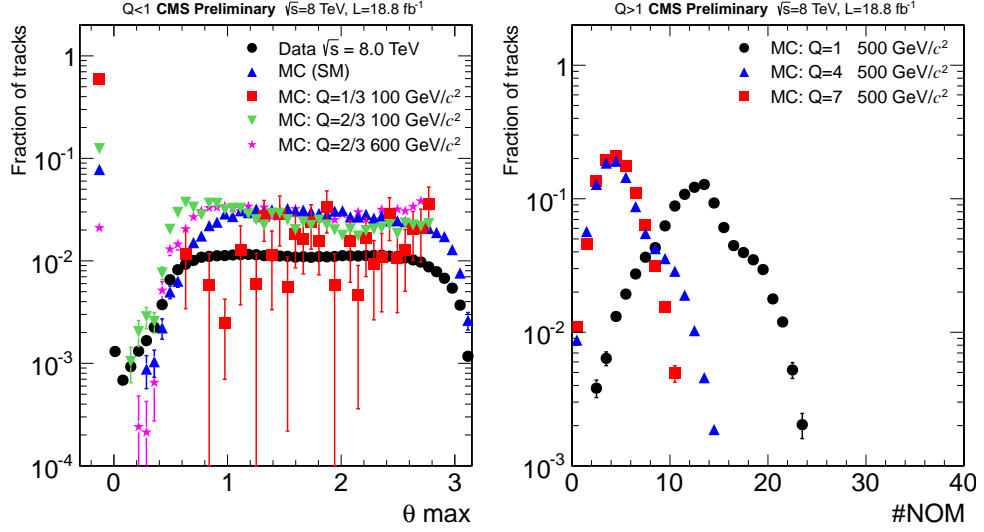 Q<1 CMS Preliminary √s=8 TeV, L=18.8 fb⁻¹
Fraction of tracks
1
10⁻¹
10⁻²
10⁻³
10⁻⁴
Data √s = 8.0 TeV
MC (SM)
MC: Q=1/3 100 GeV/c²
MC: Q=2/3 100 GeV/c²
MC: Q=2/3 600 GeV/c²
0 1 2 3
θ max
Q>1 CMS Preliminary √s=8 TeV, L=18.8 fb⁻¹
Fraction of tracks
1
10⁻¹
10⁻²
10⁻³
MC: Q=1 500 GeV/c²
MC: Q=4 500 GeV/c²
MC: Q=7 500 GeV/c²
0 10 20 30 40
#NOM